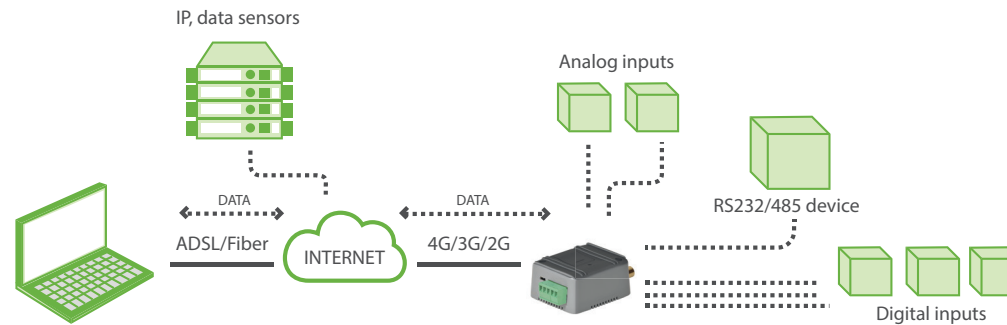 IP, data sensors
Analog inputs
RS232/485 device
DATA
DATA
ADSL/Fiber
INTERNET
4G/3G/2G
Digital inputs